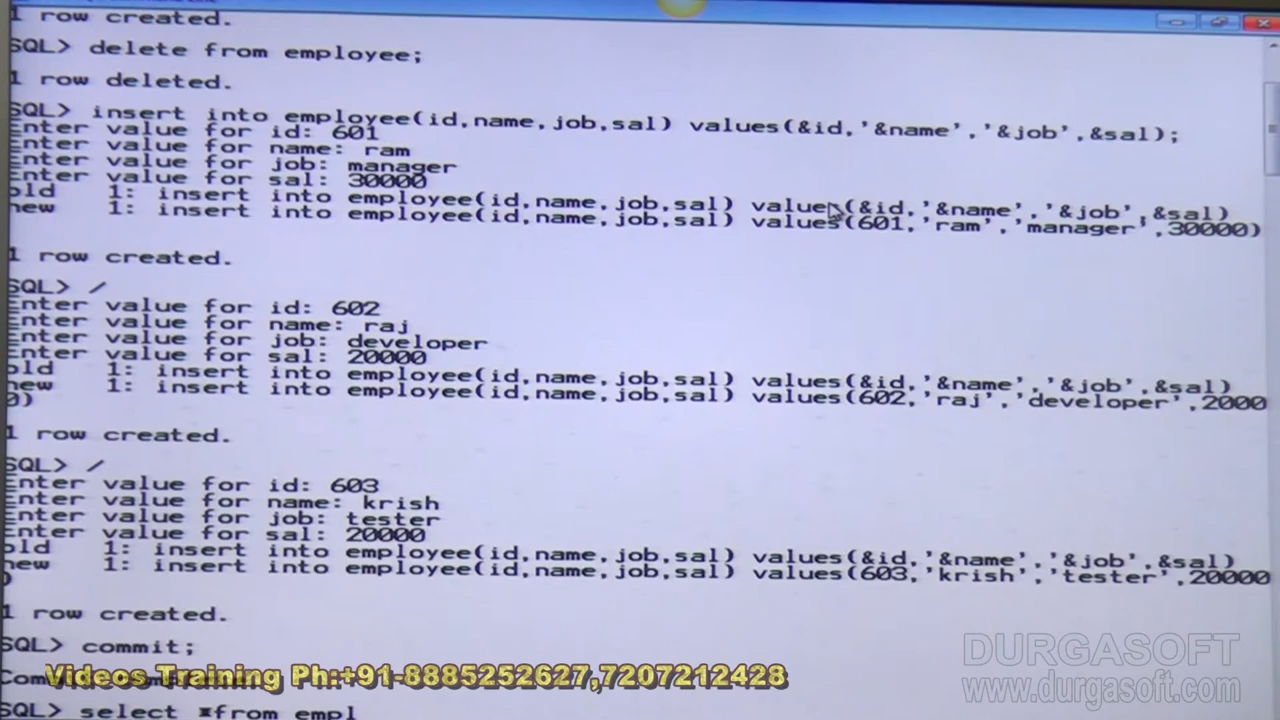 1 row created.
SQL> delete from employee;
1 row deleted.
SQL> insert into employee(id,name,job,sal) values(&id,'&name','&job',&sal);
Enter value for id: 601
Enter value for name: ram
Enter value for job: manager
Enter value for sal: 30000
old 1: insert into employee(id,name,job,sal) values(&id,'&name','&job',&sal)
new 1: insert into employee(id,name,job,sal) values(601,'ram','manager',30000)
1 row created.
SQL> /
Enter value for id: 602
Enter value for name: raj
Enter value for job: developer
Enter value for sal: 20000
old 1: insert into employee(id,name,job,sal) values(&id,'&name','&job',&sal)
new 1: insert into employee(id,name,job,sal) values(602,'raj','developer',2000
0)
1 row created.
SQL> /
Enter value for id: 603
Enter value for name: krish
Enter value for job: tester
Enter value for sal: 20000
old 1: insert into employee(id,name,job,sal) values(&id,'&name','&job',&sal)
new 1: insert into employee(id,name,job,sal) values(603,'krish','tester',20000
)
1 row created.
SQL> commit;
SQL> select *from empl
Videos Training Ph:+91-8885252627,7207212428
DURGASOFT
www.durgasoft.com